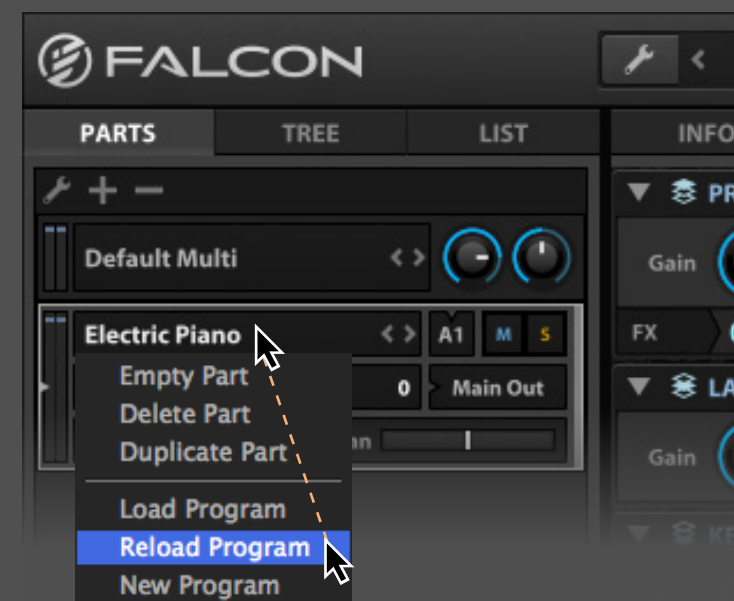 FALCON
PARTS TREE LIST INFO
Default Multi
Gain
Electric Piano A1 M S
FX
Empty Part 0 Main Out
Delete Part
Duplicate Part
Gain
Load Program
Reload Program
New Program